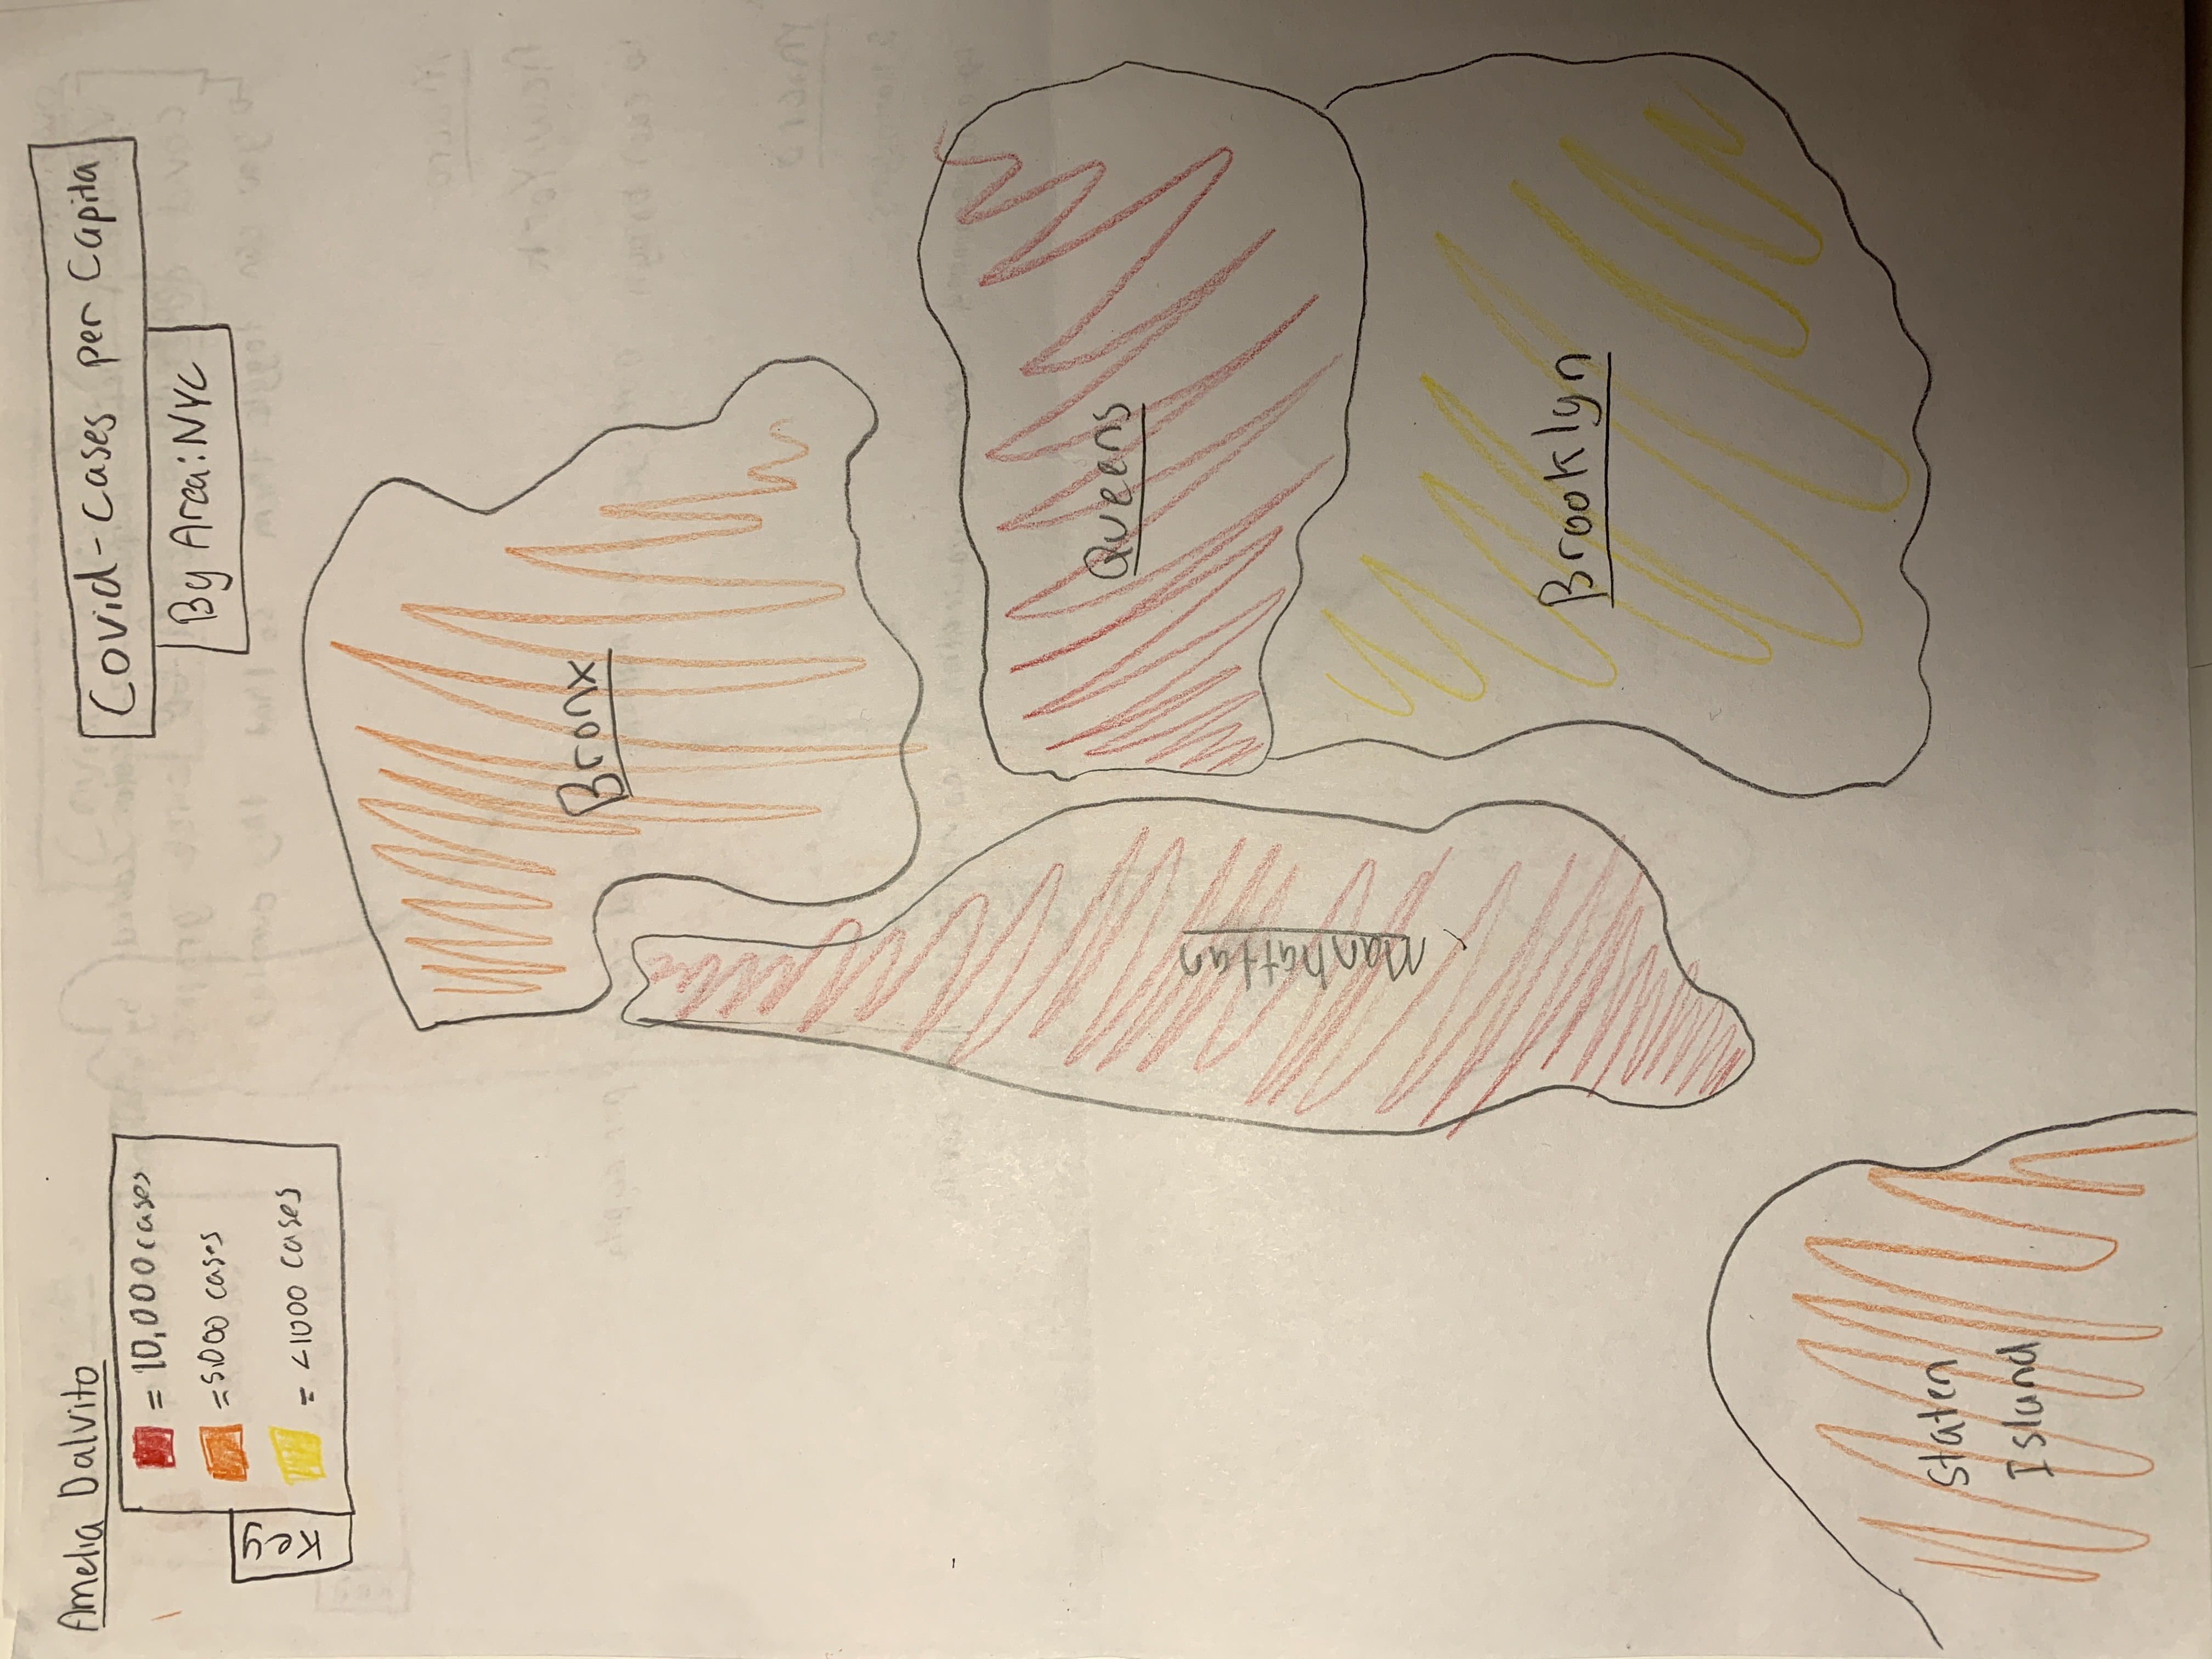 Amelia Dalvito
Covid-cases per Capita
By Area: NYC
Key
= 10,000 cases
= 5,000 cases
= <1000 cases
Bronx
Queens
Manhattan
Brooklyn
Staten
Island